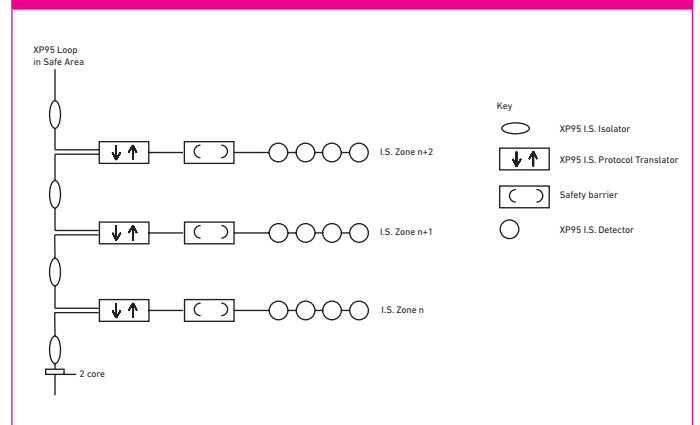 XP95 Loop
in Safe Area
Key
XP95 I.S. Isolator
I.S. Zone n+2
XP95 I.S. Protocol Translator
Safety barrier
I.S. Zone n+1
XP95 I.S. Detector
I.S. Zone n
2 core